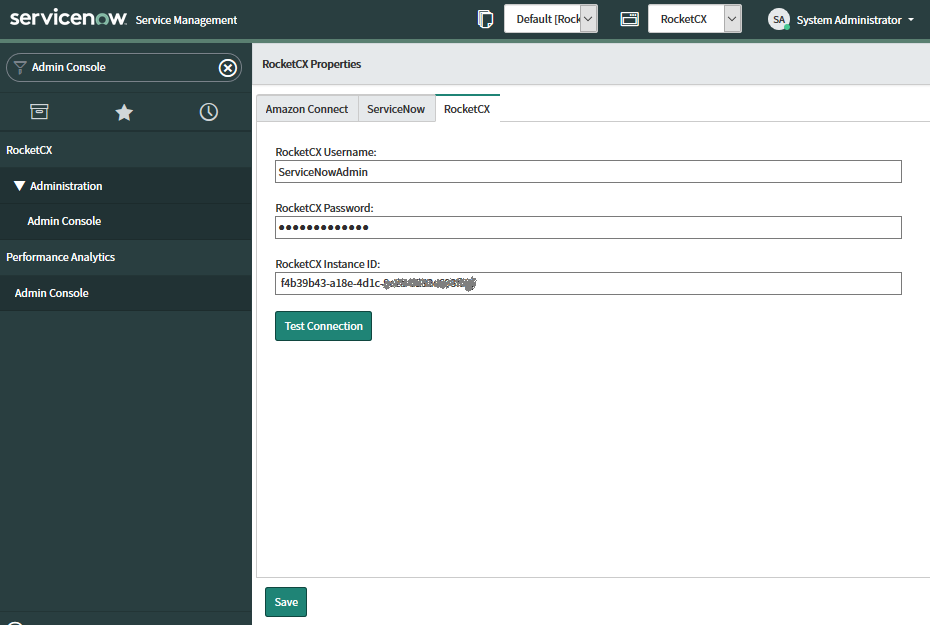 servicenow Service Management
Default [Rock
RocketCX
SA
System Administrator
Admin Console
RocketCX
Administration
Admin Console
Performance Analytics
Admin Console
RocketCX Properties
Amazon Connect
ServiceNow
RocketCX
RocketCX Username:
ServiceNowAdmin
RocketCX Password:
RocketCX Instance ID:
f4b39b43-a18e-4d1c-
Test Connection
Save